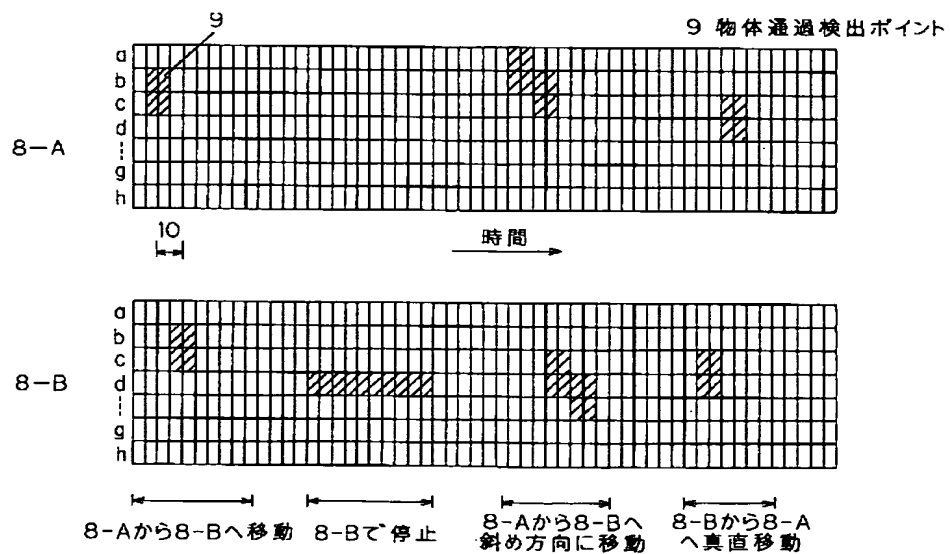 9
9 物体通過検出ポイント
a
b
c
d
g
h
8-A
10
時間
a
b
c
d
g
h
8-B
8-Aから8-Bへ移動
8-Bで停止
8-Aから8-Bへ
斜め方向に移動
8-Bから8-A
へ真直移動